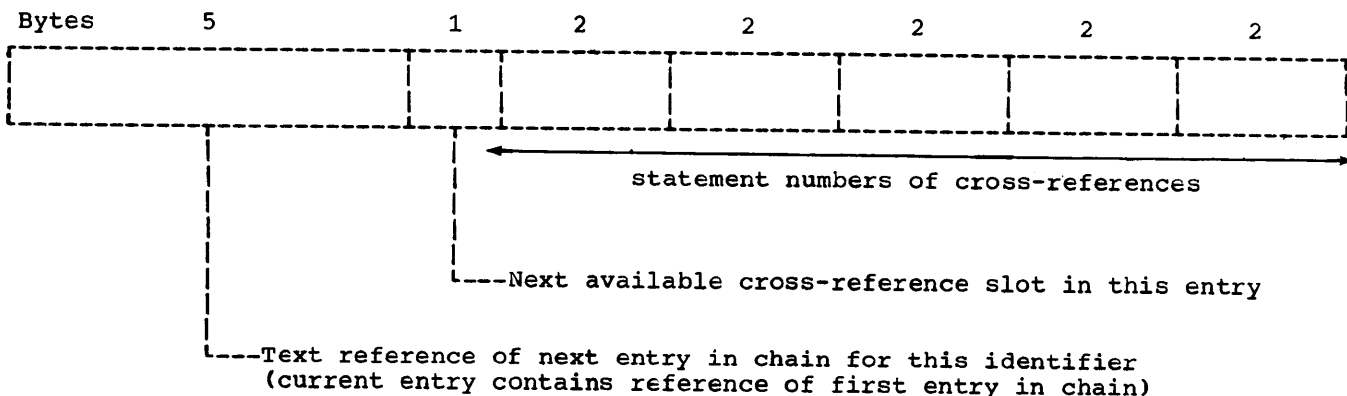 Bytes 5 1 2 2 2 2 2
statement numbers of cross-references
Next available cross-reference slot in this entry
Text reference of next entry in chain for this identifier
(current entry contains reference of first entry in chain)